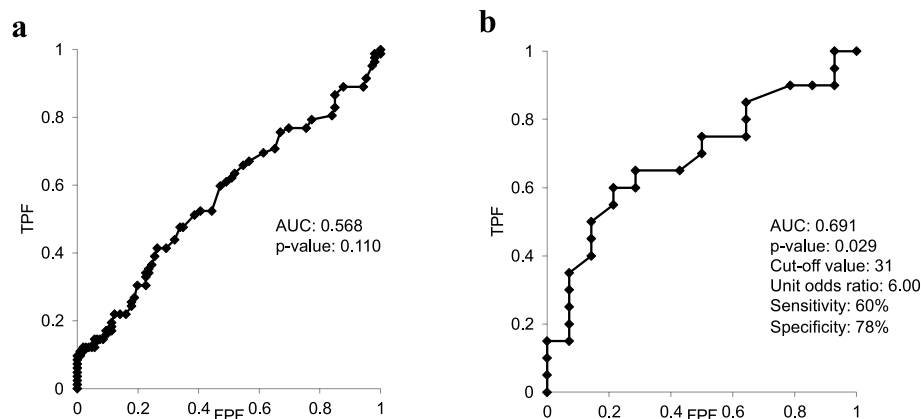 a
1
0.8
0.6
0.4
0.2
0
TPF
AUC: 0.568
p-value: 0.110
0
0.2
0.4
0.6
0.8
1
FPF
b
1
0.8
0.6
0.4
0.2
0
TPF
AUC: 0.691
p-value: 0.029
Cut-off value: 31
Unit odds ratio: 6.00
Sensitivity: 60%
Specificity: 78%
0
0.2
0.4
0.6
0.8
1
FPF